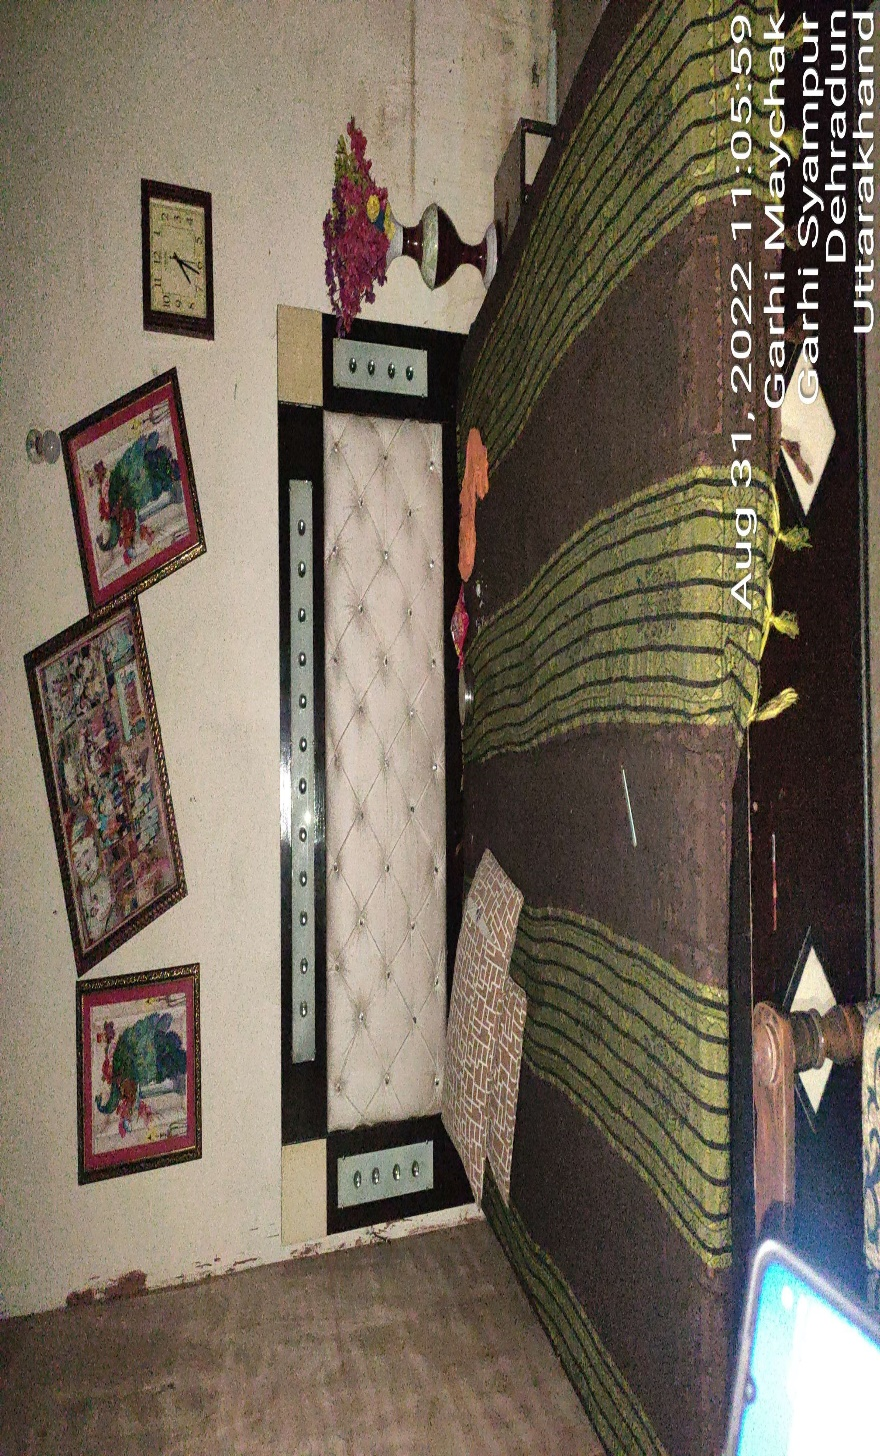 Aug 31, 2022 11:05:59
Garhi Maychak
Garhi Syampur
Dehradun
Uttarakhand